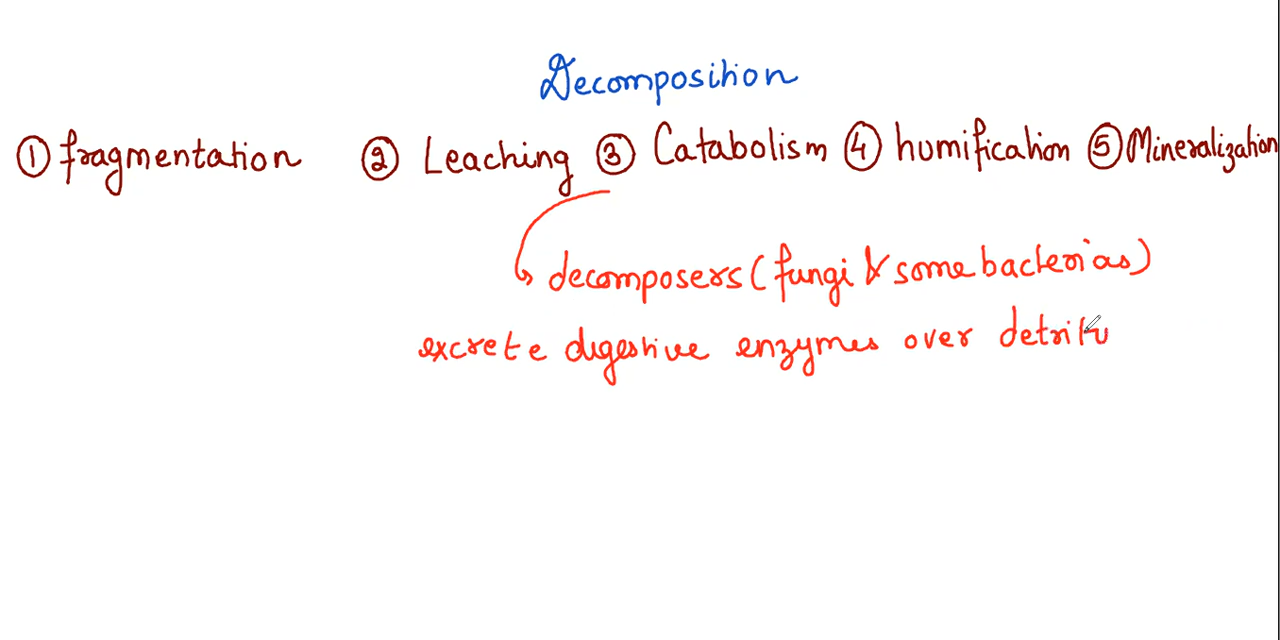 Decomposition
① fragmentation ② Leaching ③ Catabolism ④ humification ⑤ Mineralization
decomposers (fungi & some bacterias)
excrete digestive enzymes over detritu